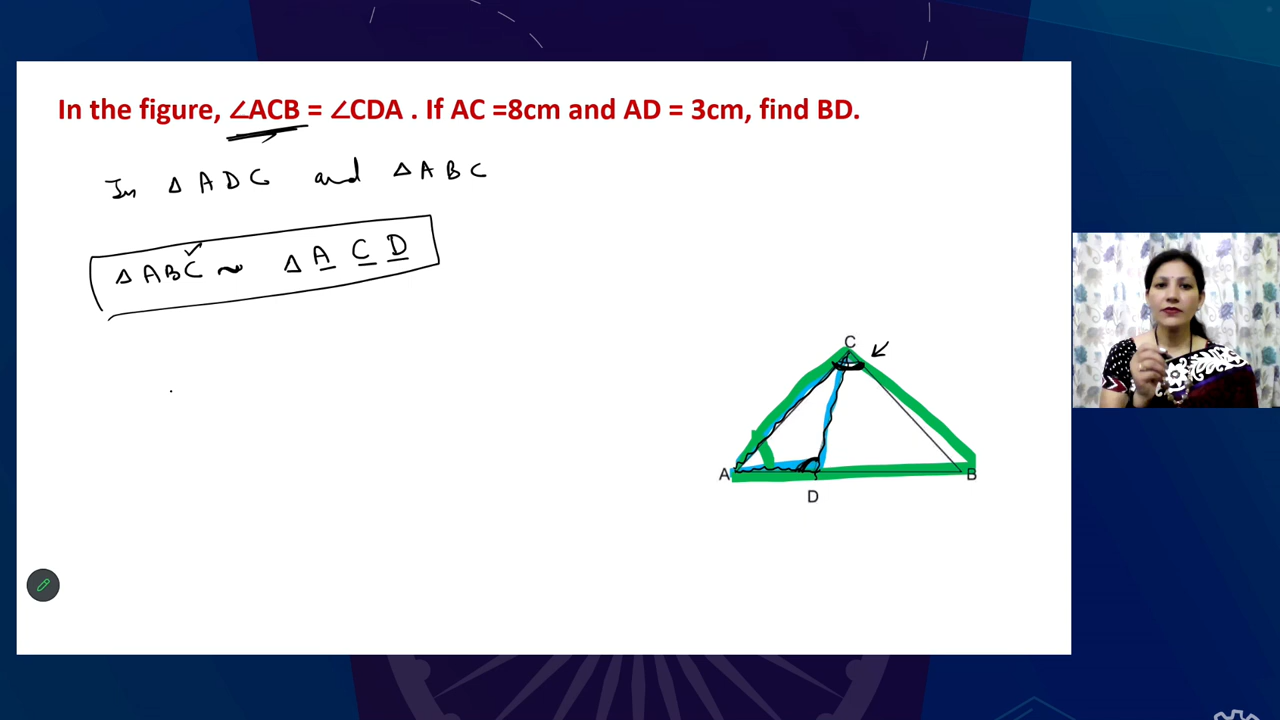 In the figure, ∠ACB = ∠CDA . If AC =8cm and AD = 3cm, find BD.
In △ADC and △ABC
△ABC ~ △ACD
C
A
B
D